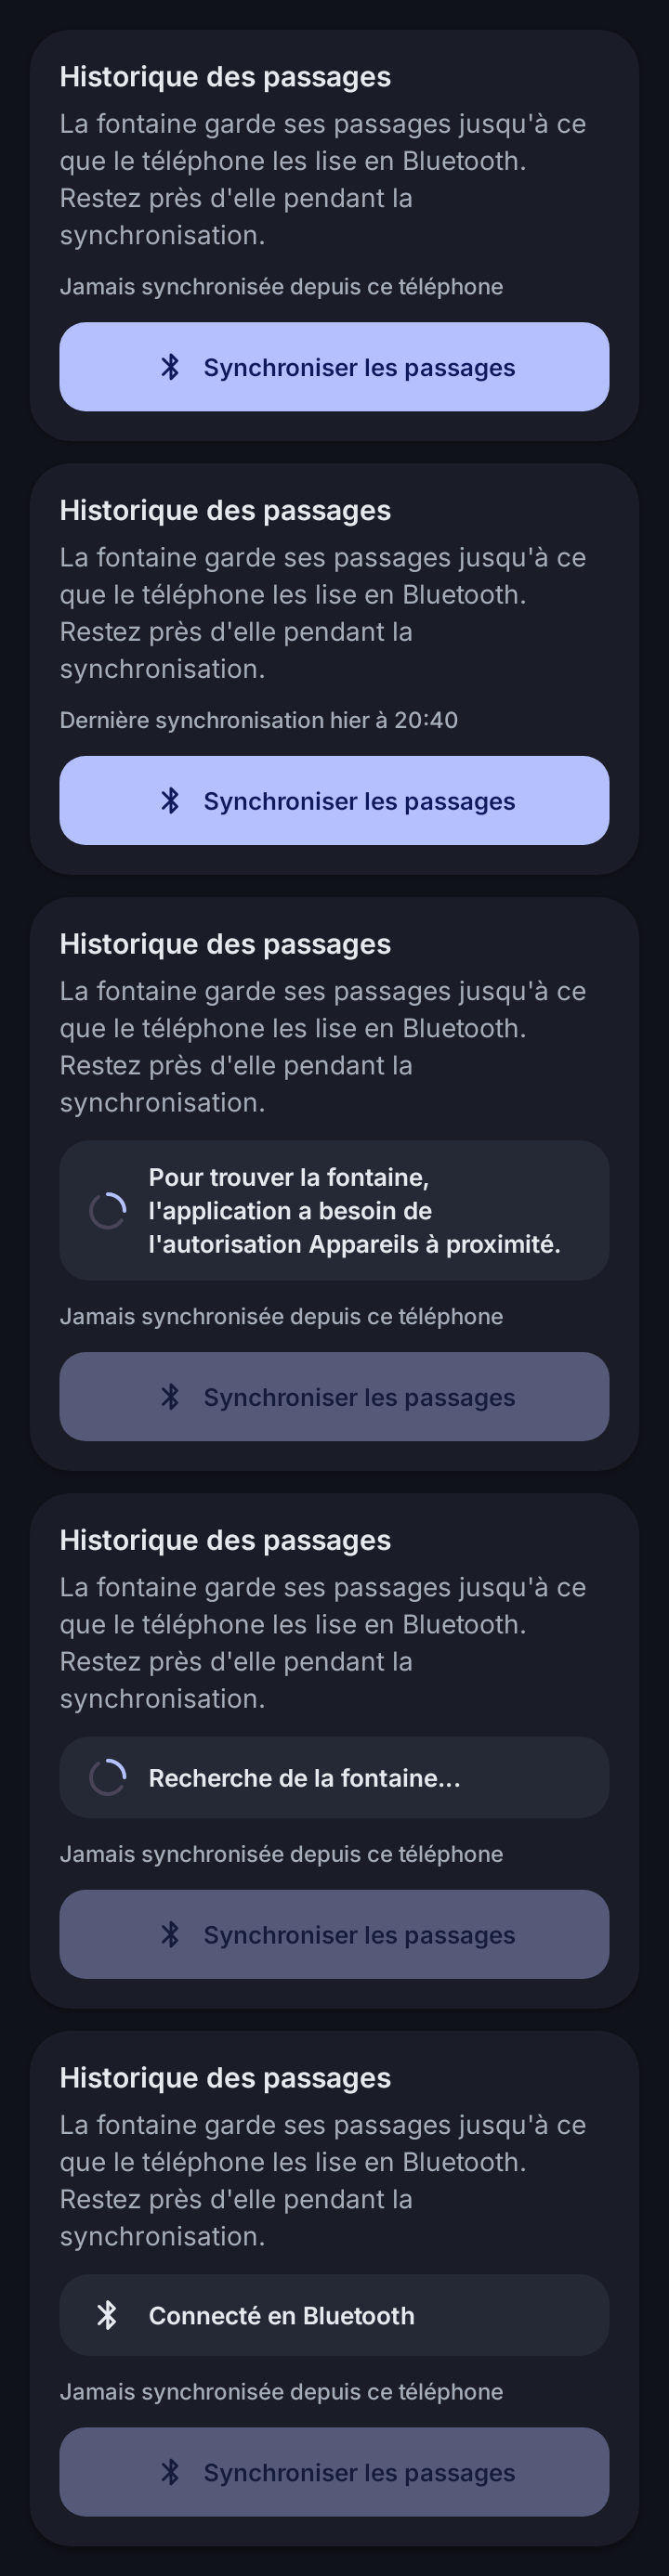 Historique des passages
La fontaine garde ses passages jusqu'à ce
que le téléphone les lise en Bluetooth.
Restez près d'elle pendant la
synchronisation.
Jamais synchronisée depuis ce téléphone
Synchroniser les passages
Historique des passages
La fontaine garde ses passages jusqu'à ce
que le téléphone les lise en Bluetooth.
Restez près d'elle pendant la
synchronisation.
Dernière synchronisation hier à 20:40
Synchroniser les passages
Historique des passages
La fontaine garde ses passages jusqu'à ce
que le téléphone les lise en Bluetooth.
Restez près d'elle pendant la
synchronisation.
Pour trouver la fontaine,
l'application a besoin de
l'autorisation Appareils à proximité.
Jamais synchronisée depuis ce téléphone
Synchroniser les passages
Historique des passages
La fontaine garde ses passages jusqu'à ce
que le téléphone les lise en Bluetooth.
Restez près d'elle pendant la
synchronisation.
Recherche de la fontaine...
Jamais synchronisée depuis ce téléphone
Synchroniser les passages
Historique des passages
La fontaine garde ses passages jusqu'à ce
que le téléphone les lise en Bluetooth.
Restez près d'elle pendant la
synchronisation.
Connecté en Bluetooth
Jamais synchronisée depuis ce téléphone
Synchroniser les passages